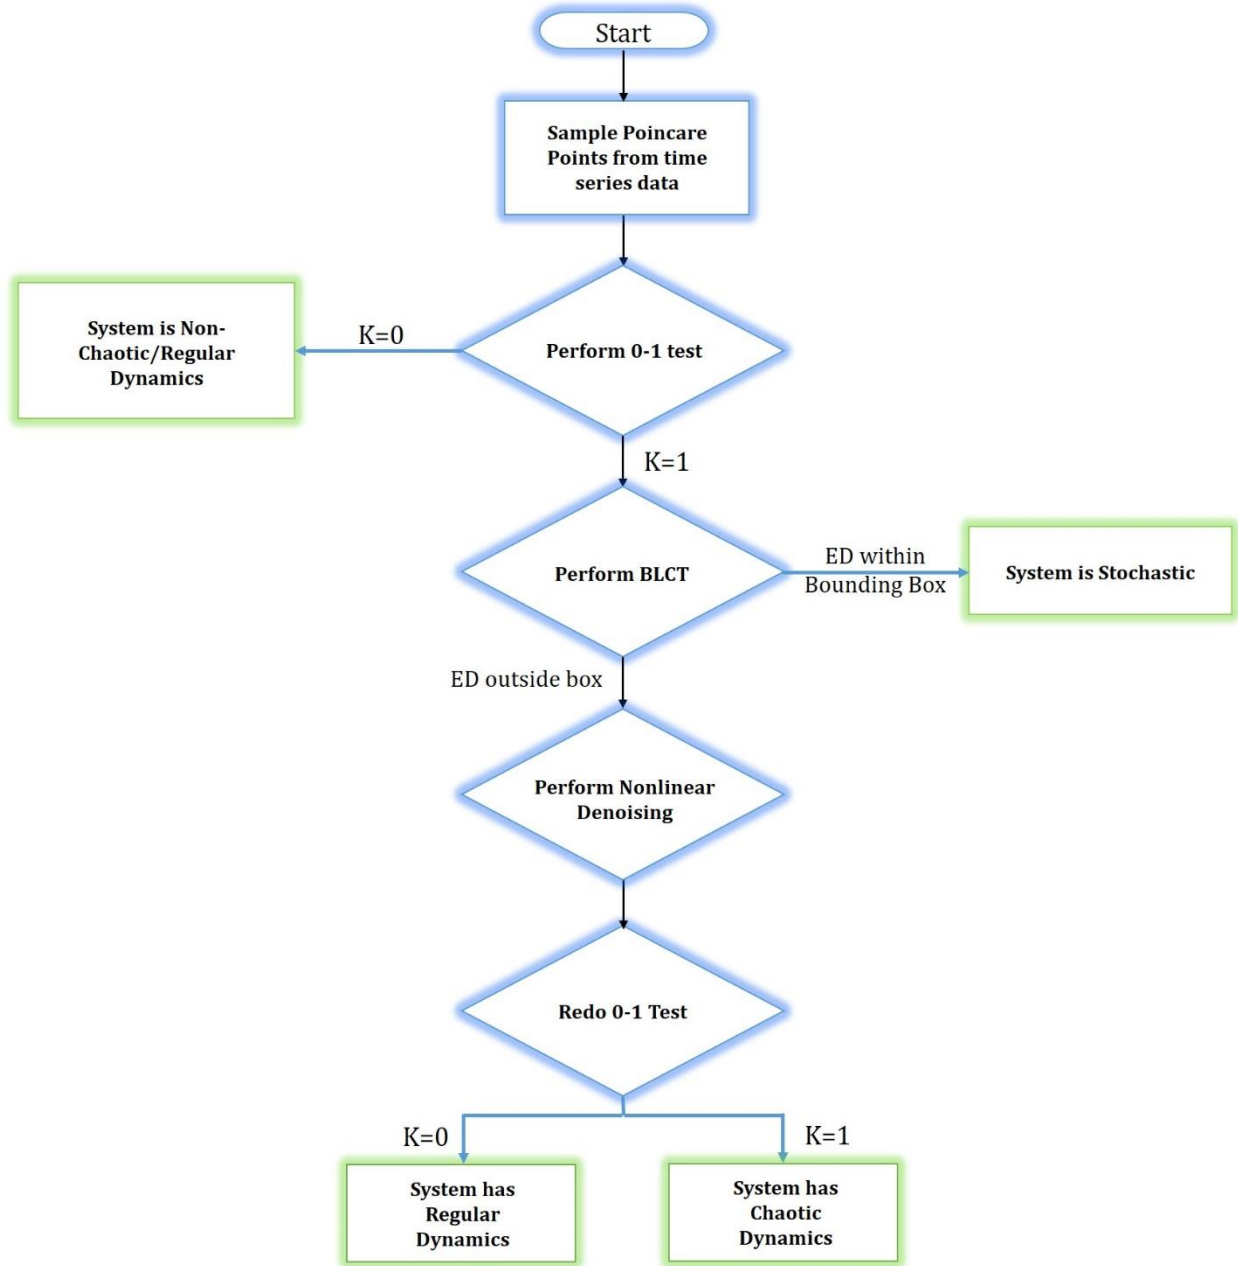 Start
Sample Poincare
Points from time
series data
System is Non-
Chaotic/Regular
Dynamics
K=0
Perform 0-1 test
K=1
Perform BLCT
ED within
Bounding Box
System is Stochastic
ED outside box
Perform Nonlinear
Denoising
Redo 0-1 Test
K=0
K=1
System has
Regular
Dynamics
System has
Chaotic
Dynamics